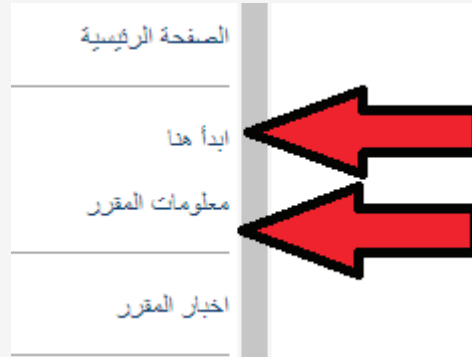 الصفحة الرئيسية
ابدأ هنا
معلومات المقرر
اخبار المقرر